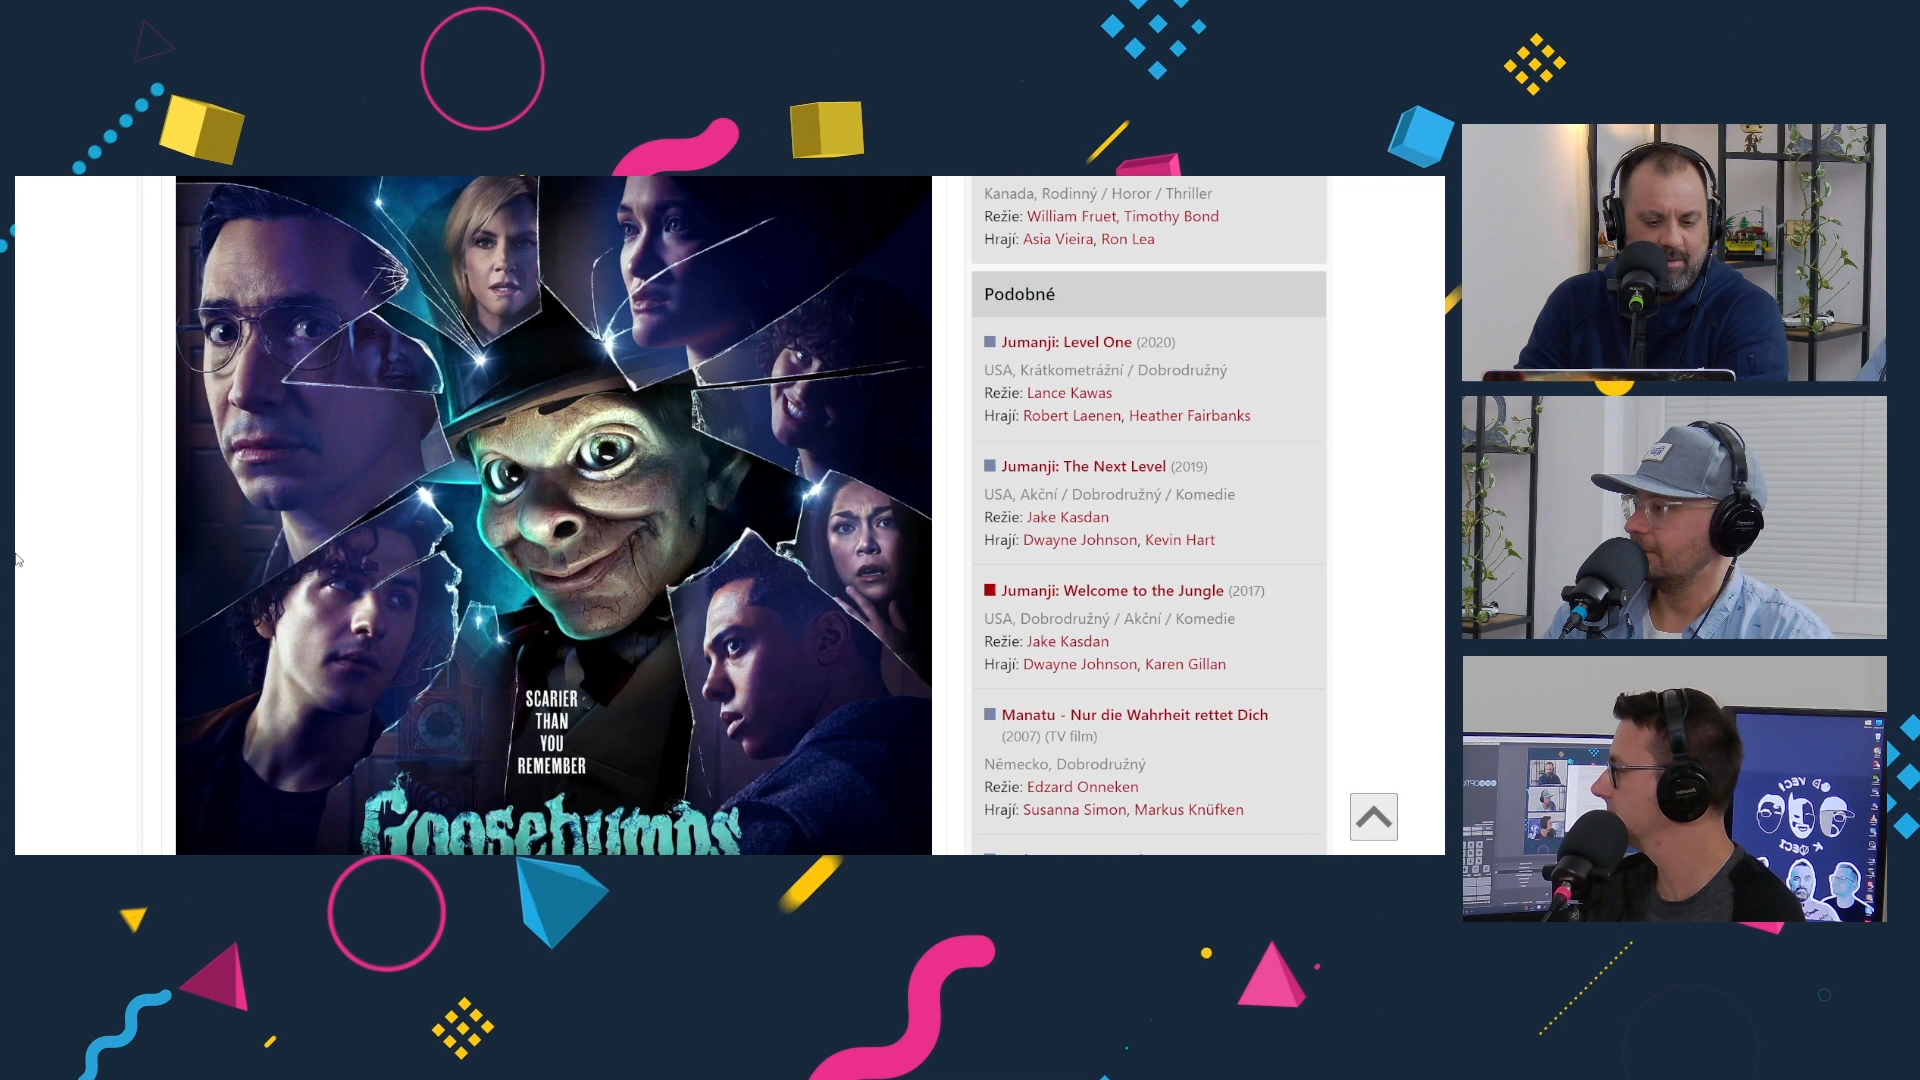 SCARIER
THAN
YOU
REMEMBER
Goosebumps
Kanada, Rodinný / Horor / Thriller
Režie: William Fruet, Timothy Bond
Hrají: Asia Vieira, Ron Lea
Podobné
Jumanji: Level One (2020)
USA, Krátkometrážní / Dobrodružný
Režie: Lance Kawas
Hrají: Robert Laenen, Heather Fairbanks
Jumanji: The Next Level (2019)
USA, Akční / Dobrodružný / Komedie
Režie: Jake Kasdan
Hrají: Dwayne Johnson, Kevin Hart
Jumanji: Welcome to the Jungle (2017)
USA, Dobrodružný / Akční / Komedie
Režie: Jake Kasdan
Hrají: Dwayne Johnson, Karen Gillan
Manatu - Nur die Wahrheit rettet Dich
(2007) (TV film)
Německo, Dobrodružný
Režie: Edzard Onneken
Hrají: Susanna Simon, Markus Knüfken
OD VECI
K VECI